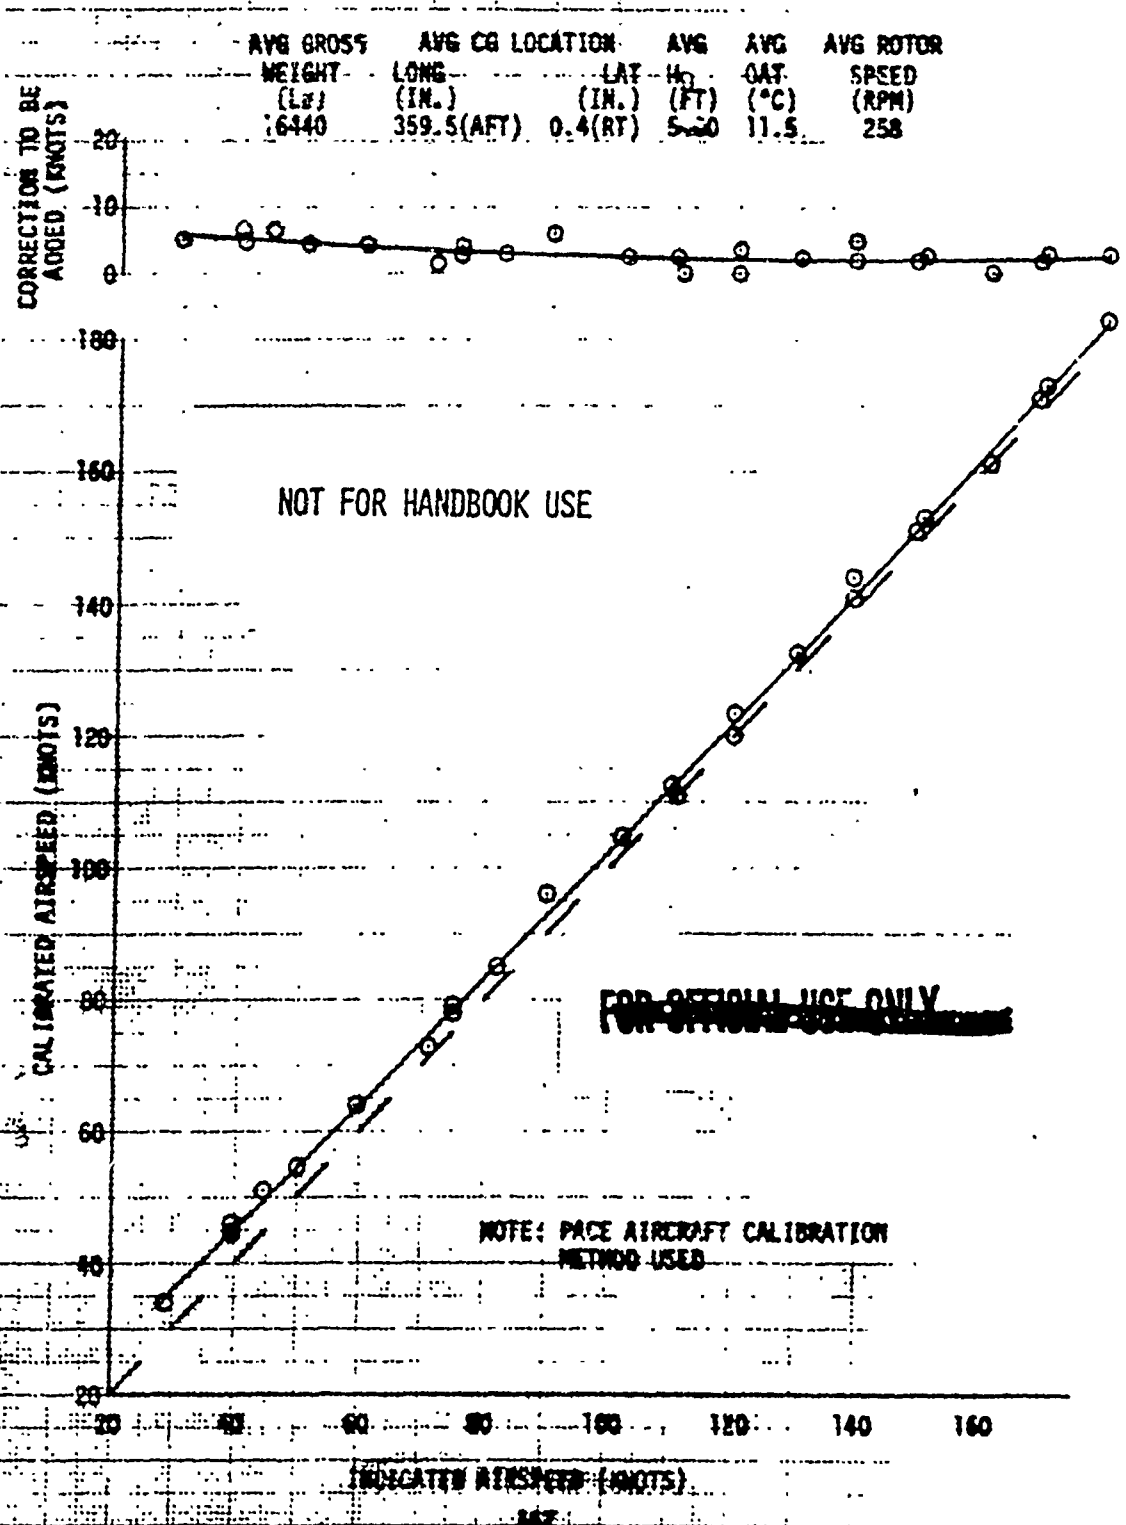 AVG GROSS AVG CG LOCATION AVG AVG AVG ROTOR
WEIGHT LONG LAT OAT SPEED
(IN.) (IN.) (FT) (°C) (RPM)
16440 359.5(AFT) 0.4(RT) 11.5 258
CORRECTION TO BE
ADDED (KNOTS)
20
10
0
180
160
NOT FOR HANDBOOK USE
140
120
CALIBRATED AIRSPEED (KNOTS)
100
80
FOR OFFICIAL USE ONLY
60
NOTE: PACE AIRCRAFT CALIBRATION
METHOD USED
40
20
20 40 60 80 100 120 140 160
INDICATED AIRSPEED (KNOTS)